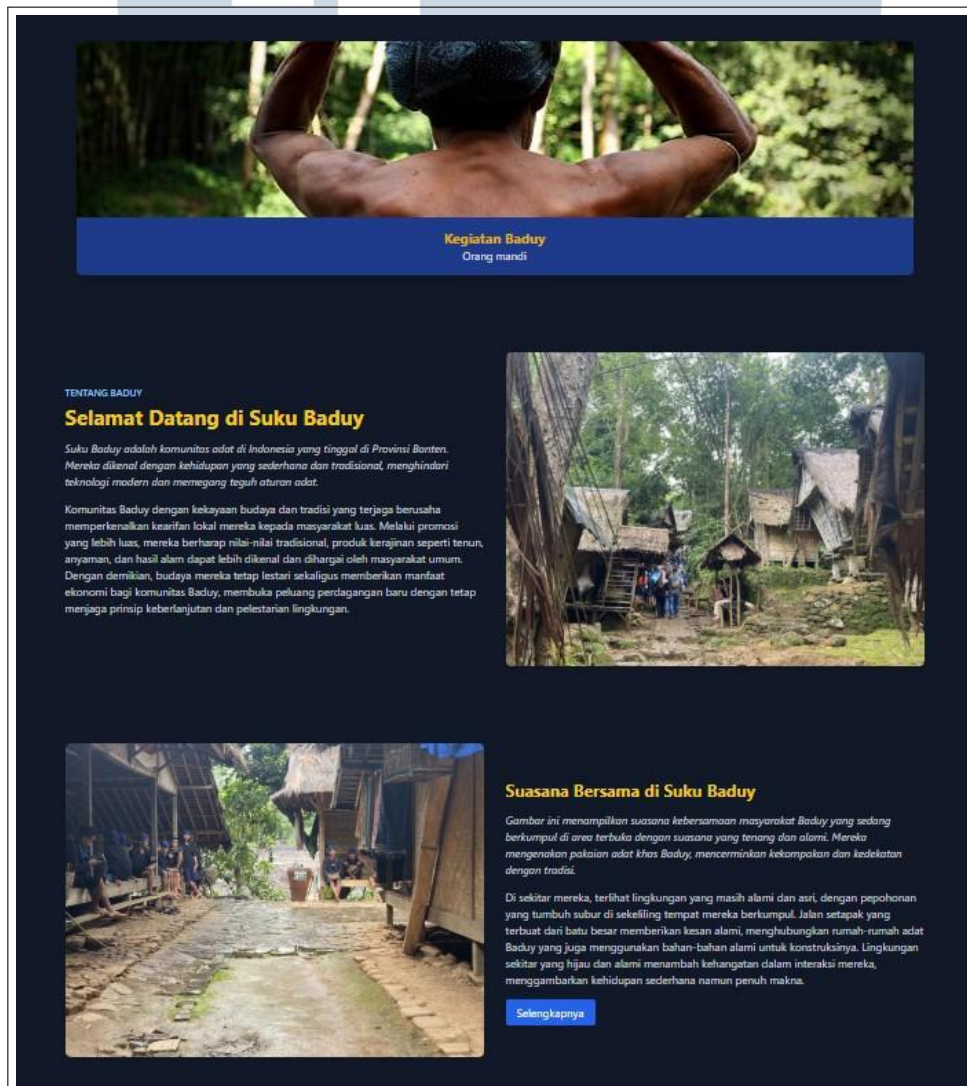 Kegiatan Baduy
Orang mandi
TENTANG BADUY
Selamat Datang di Suku Baduy
Suku Baduy adalah komunitas adat di Indonesia yang tinggal di Provinsi Banten.
Mereka dikenal dengan kehidupan yang sederhana dan tradisional, menghindari
teknologi modern dan memegang teguh aturan adat.
Komunitas Baduy dengan kekayaan budaya dan tradisi yang terjaga berusaha
memperkenalkan kearifan lokal mereka kepada masyarakat luas. Melalui promosi
yang lebih luas, mereka berharap nilai-nilai tradisional, produk kerajinan seperti tenun,
anyaman, dan hasil alam dapat lebih dikenal dan dihargai oleh masyarakat umum.
Dengan demikian, budaya mereka tetap lestari sekaligus memberikan manfaat
ekonomi bagi komunitas Baduy, membuka peluang perdagangan baru dengan tetap
menjaga prinsip keberlanjutan dan pelestarian lingkungan.
Suasana Bersama di Suku Baduy
Gambar ini menampilkan suasana kebersamaan masyarakat Baduy yang sedang
berkumpul di area terbuka dengan suasana yang tenang dan alami. Mereka
mengenakan pakaian adat khas Baduy, mencerminkan kekompakan dan kedekatan
dengan tradisi.
Di sekitar mereka, terlihat lingkungan yang masih alami dan asri, dengan pepohonan
yang tumbuh subur di sekeliling tempat mereka berkumpul. Jalan setapak yang
terbuat dari batu besar memberikan kesan alami, menghubungkan rumah-rumah adat
Baduy yang juga menggunakan bahan-bahan alami untuk konstruksinya. Lingkungan
sekitar yang hijau dan alami menambah kehangatan dalam interaksi mereka,
menggambarkan kehidupan sederhana namun penuh makna.
Selengkapnya